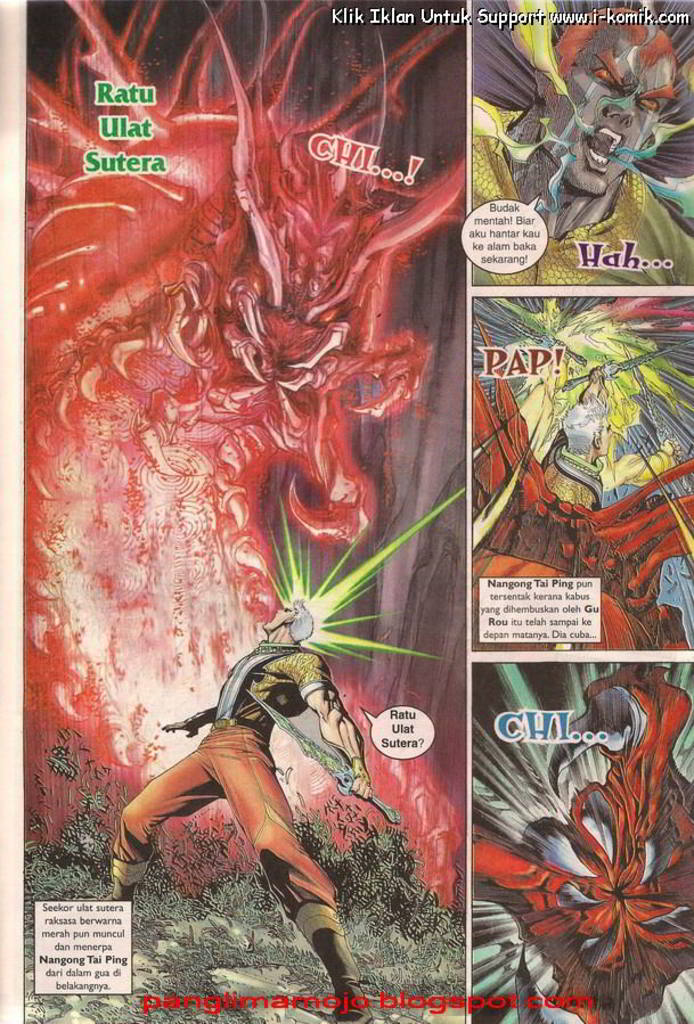 Klik Iklan Untuk Support www.i-komik.com
Ratu
Ulat
Sutera
CHI...!
Ratu
Ulat
Sutera?
Seekor ulat sutera
raksasa berwarna
merah pun muncul
dan menerpa
Nangong Tai Ping
dari dalam gua di
belakangnya.
Budak
mentah! Biar
aku hantar kau
ke alam baka
sekarang!
Hah...
PAP!
Nangong Tai Ping pun
tersentak kerana kabus
yang dihembuskan oleh Gu
Rou itu telah sampai ke
depan matanya. Dia cuba...
CHI...
panglimamojo.blogspot.com